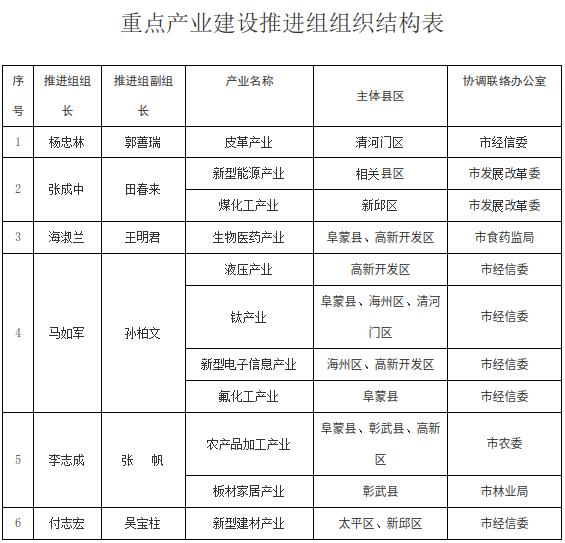 重点产业建设推进组组织结构表
序号 推进组组长 推进组副组长 产业名称 主体县区 协调联络办公室
1 杨忠林 郭善瑞 皮革产业 清河门区 市经信委
2 张成中 田春来 新型能源产业 相关县区 市发展改革委
煤化工产业 新邱区 市发展改革委
3 海淑兰 王明君 生物医药产业 阜蒙县、高新开发区 市食药监局
4 马如军 孙柏文 液压产业 高新开发区 市经信委
钛产业 阜蒙县、海州区、清河门区 市经信委
新型电子信息产业 海州区、高新开发区 市经信委
氟化工产业 阜蒙县 市经信委
5 李志成 张 帆 农产品加工产业 阜蒙县、彰武县、高新区 市农委
板材家居产业 彰武县 市林业局
6 付志宏 吴宝柱 新型建材产业 太平区、新邱区 市经信委